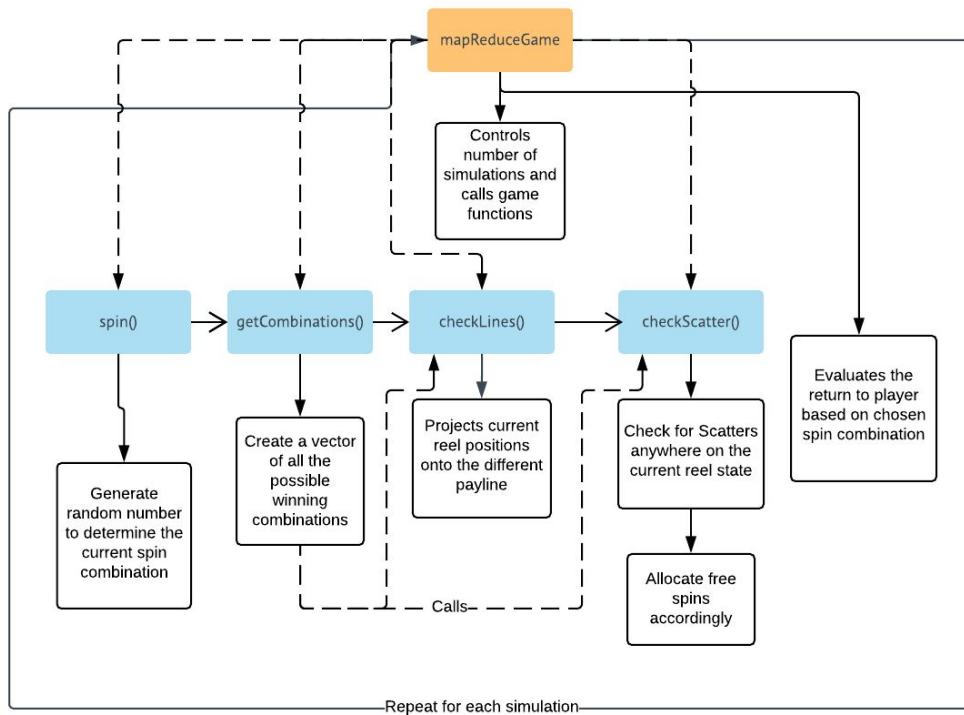 mapReduceGame
Controls
number of
simulations and
calls game
functions
spin()
getCombinations()
checkLines()
checkScatter()
Evaluates the
return to player
based on chosen
spin combination
Create a vector
of all the
possible
winning
combinations
Projects current
reel positions
onto the different
payline
Check for Scatters
anywhere on the
current reel state
Generate
random number
to determine the
current spin
combination
Allocate free
spins
accordingly
Calls
Repeat for each simulation